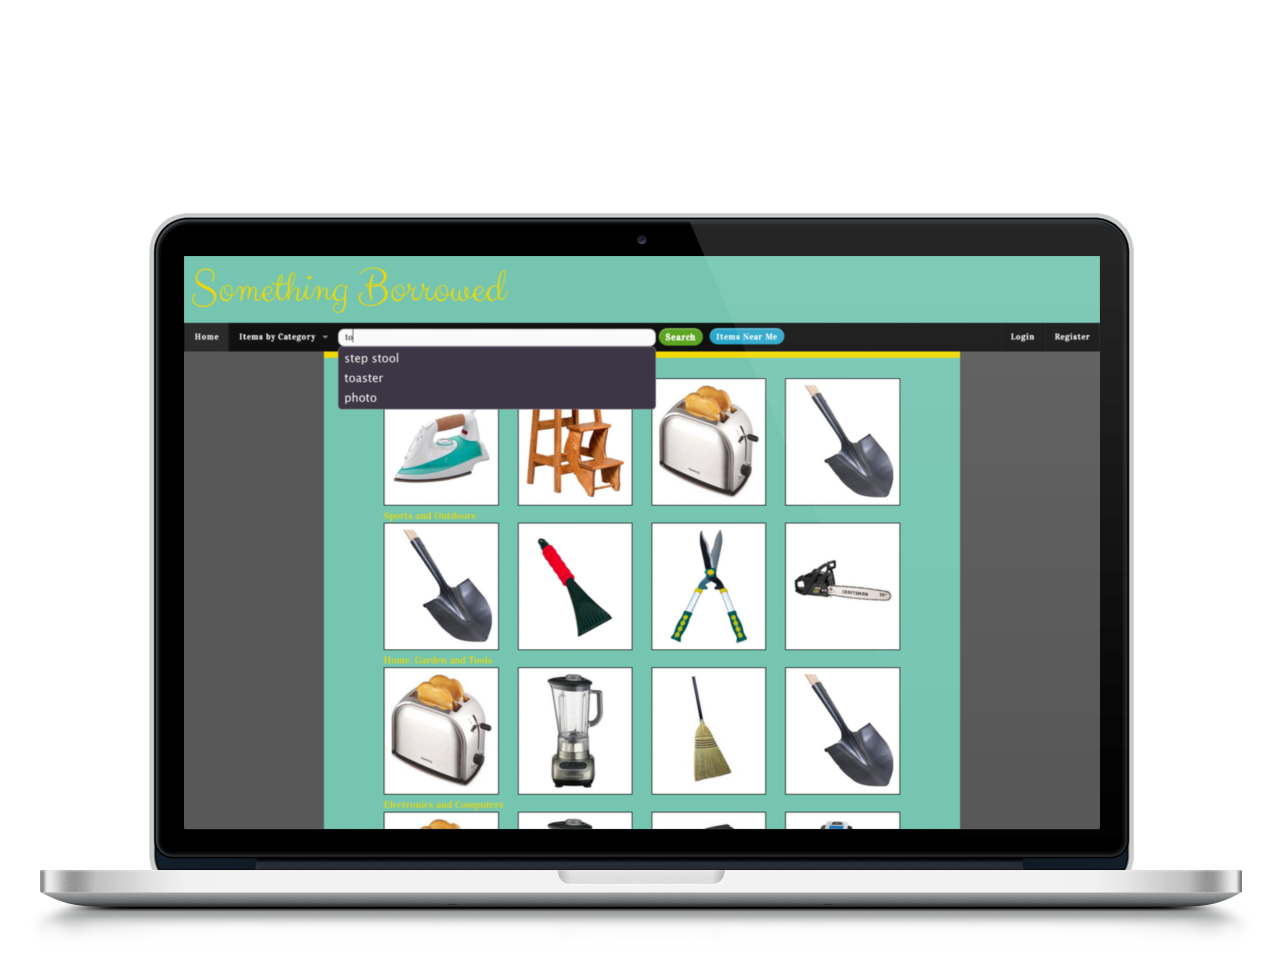 Something Borrowed
Home Items by Category to Search Items Near Me Login Register
step stool
toaster
photo
Sports and Outdoors
Home, Garden and Tools
CRAFTSMAN
Electronics and Computers